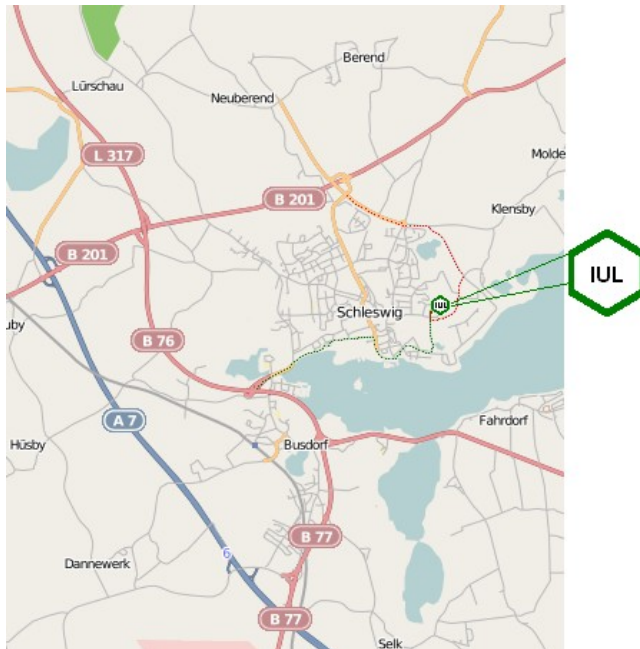 Berend
Lürschau
Neuberend
L 317
Molde
B 201
Klensby
B 201
IUL
IUL
Schleswig
uby
B 76
A 7
Fahrdorf
Hüsby
Busdorf
B 77
6
Dannewerk
B 77
Selk